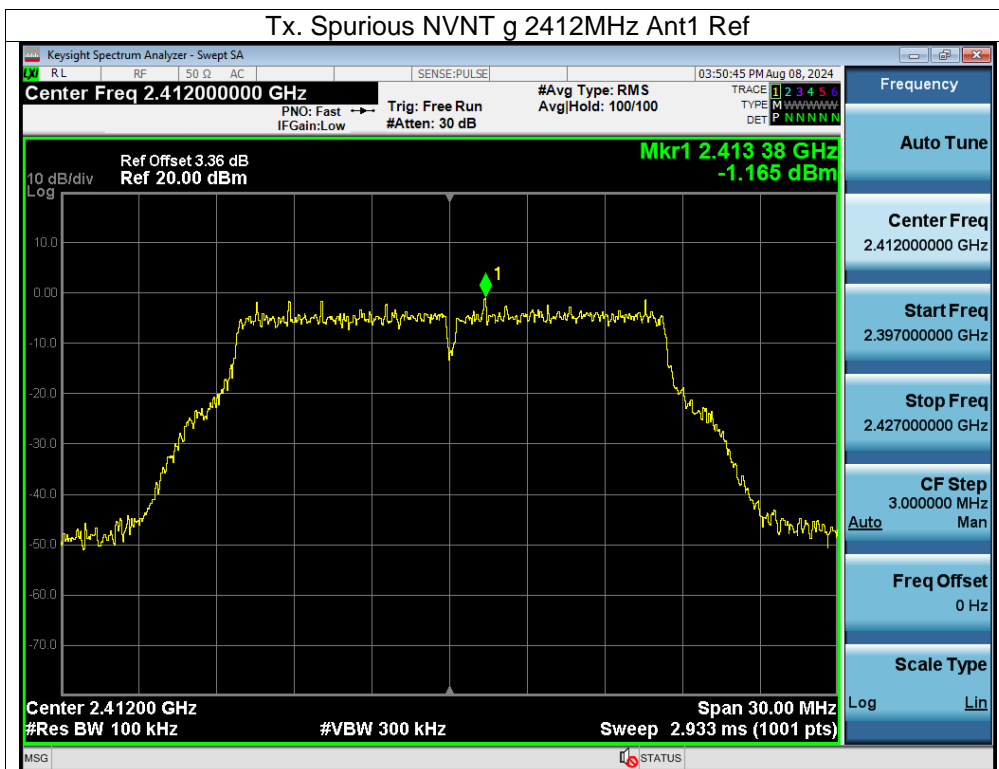 Tx. Spurious NVNT g 2412MHz Ant1 Ref
Keysight Spectrum Analyzer - Swept SA
LXI RL RF 50 Ω AC SENSE:PULSE 03:50:45 PM Aug 08, 2024
Center Freq 2.412000000 GHz
PNO: Fast
IFGain:Low
Trig: Free Run
#Atten: 30 dB
#Avg Type: RMS
Avg|Hold: 100/100
TRACE 1 2 3 4 5 6
TYPE M W W W W W
DET P N N N N N
Mkr1 2.413 38 GHz
-1.165 dBm
Ref Offset 3.36 dB
10 dB/div Ref 20.00 dBm
Log
10.0
0.00
-10.0
-20.0
-30.0
-40.0
-50.0
-60.0
-70.0
1
Center 2.41200 GHz Span 30.00 MHz
#Res BW 100 kHz #VBW 300 kHz Sweep 2.933 ms (1001 pts)
MSG STATUS
Frequency
Auto Tune
Center Freq
2.412000000 GHz
Start Freq
2.397000000 GHz
Stop Freq
2.427000000 GHz
CF Step
3.000000 MHz
Auto Man
Freq Offset
0 Hz
Scale Type
Log Lin